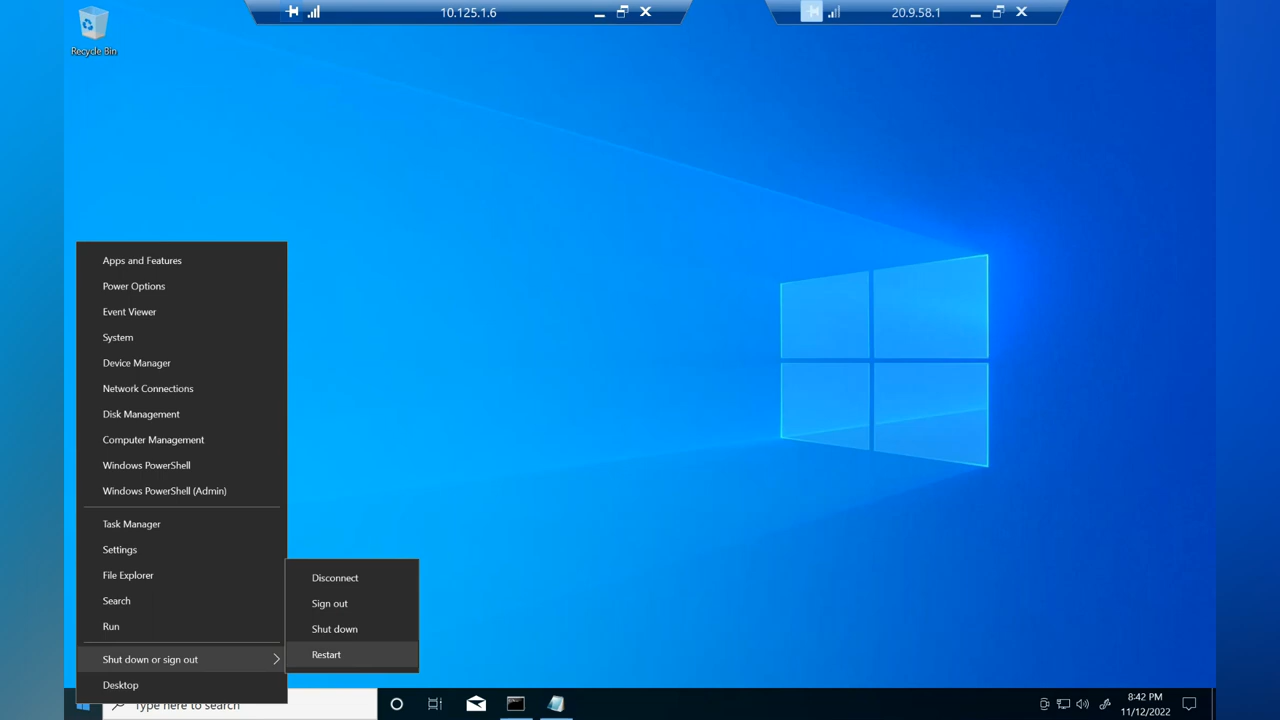 10.125.1.6
20.9.58.1
Recycle Bin
Apps and Features
Power Options
Event Viewer
System
Device Manager
Network Connections
Disk Management
Computer Management
Windows PowerShell
Windows PowerShell (Admin)
Task Manager
Settings
File Explorer
Search
Run
Shut down or sign out
Desktop
Disconnect
Sign out
Shut down
Restart
Type here to search
8:42 PM
11/12/2022